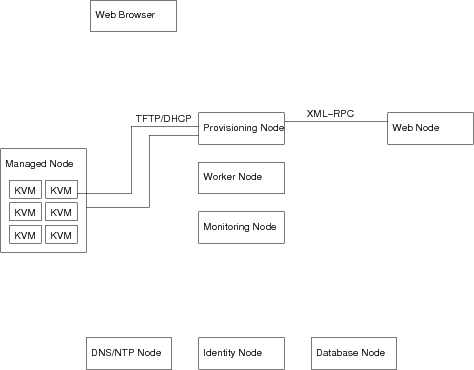 Web Browser
TFTP/DHCP
XML-RPC
Provisioning Node
Web Node
Managed Node
Worker Node
KVM KVM
KVM KVM
Monitoring Node
KVM KVM
DNS/NTP Node
Identity Node
Database Node